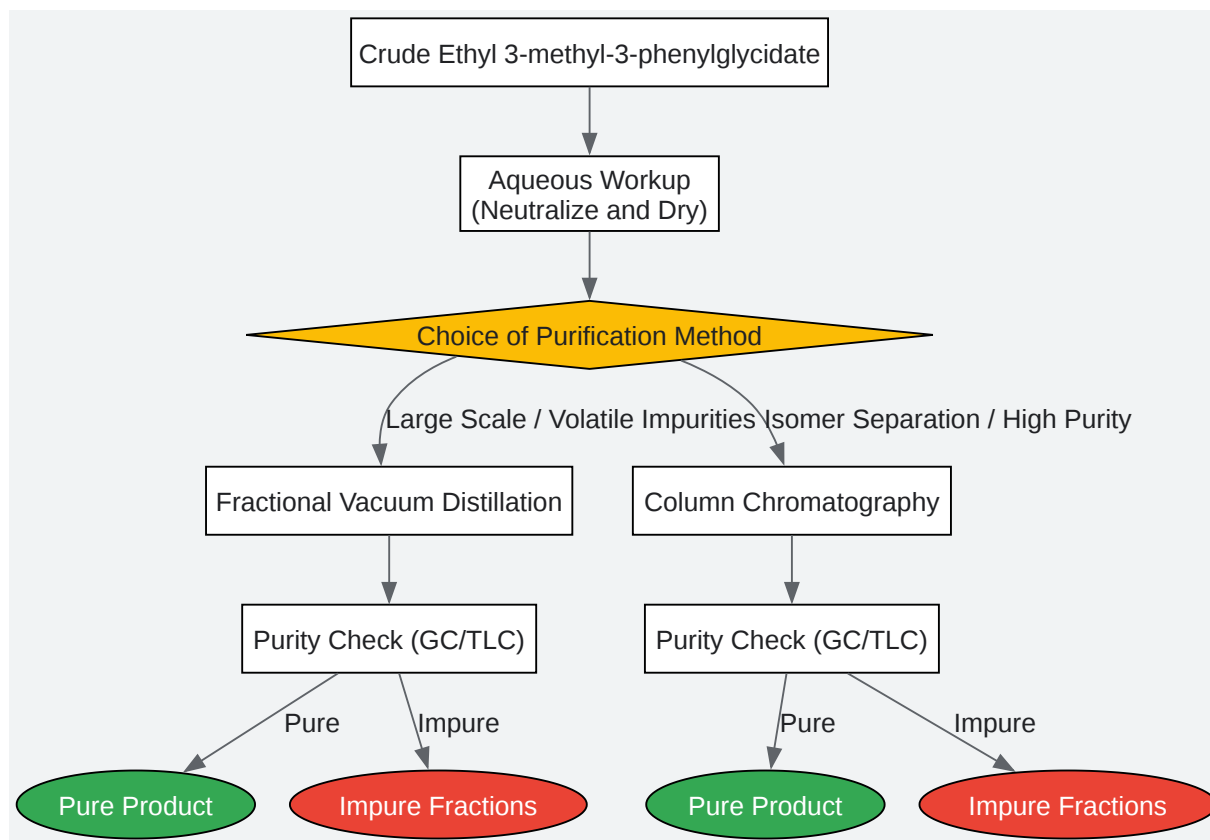 Crude Ethyl 3-methyl-3-phenylglycidate
Aqueous Workup
(Neutralize and Dry)
Choice of Purification Method
Large Scale / Volatile Impurities
Isomer Separation / High Purity
Fractional Vacuum Distillation
Column Chromatography
Purity Check (GC/TLC)
Purity Check (GC/TLC)
Pure
Impure
Pure
Impure
Pure Product
Impure Fractions
Pure Product
Impure Fractions